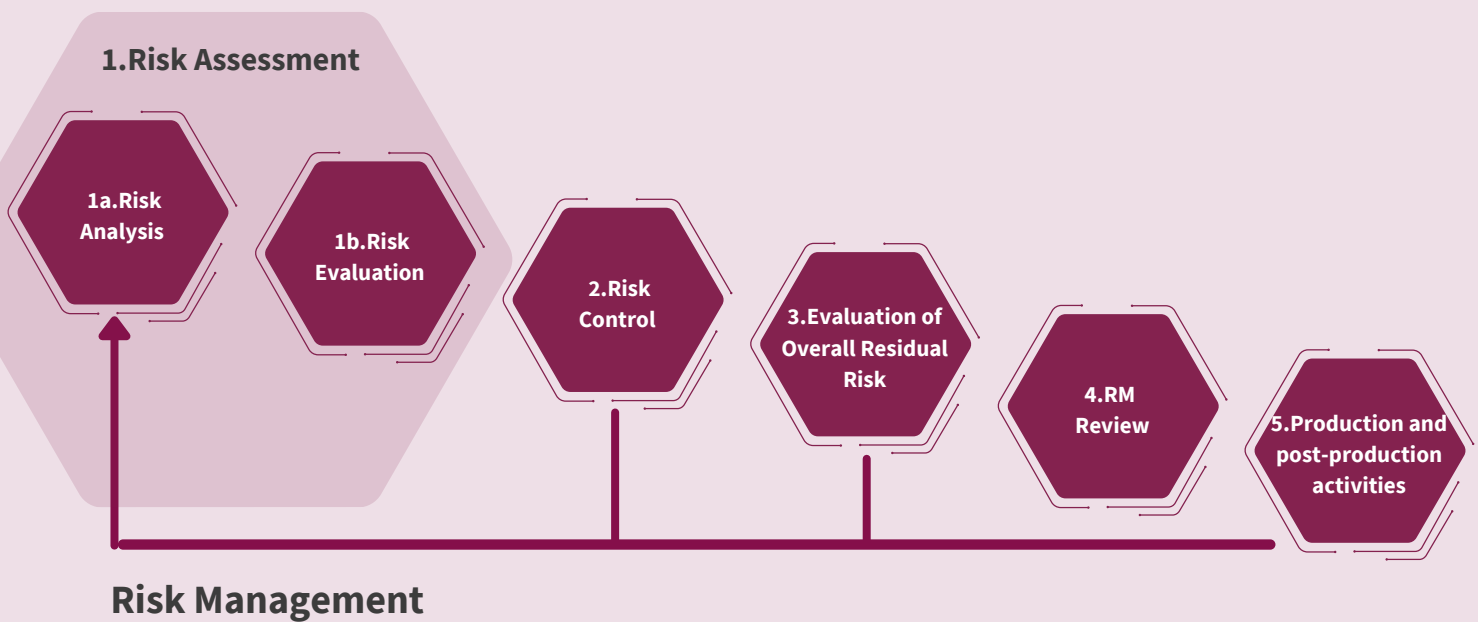 1.Risk Assessment
1a.Risk
Analysis
1b.Risk
Evaluation
2.Risk
Control
3.Evaluation of
Overall Residual
Risk
4.RM
Review
5.Production and
post-production
activities
Risk Management